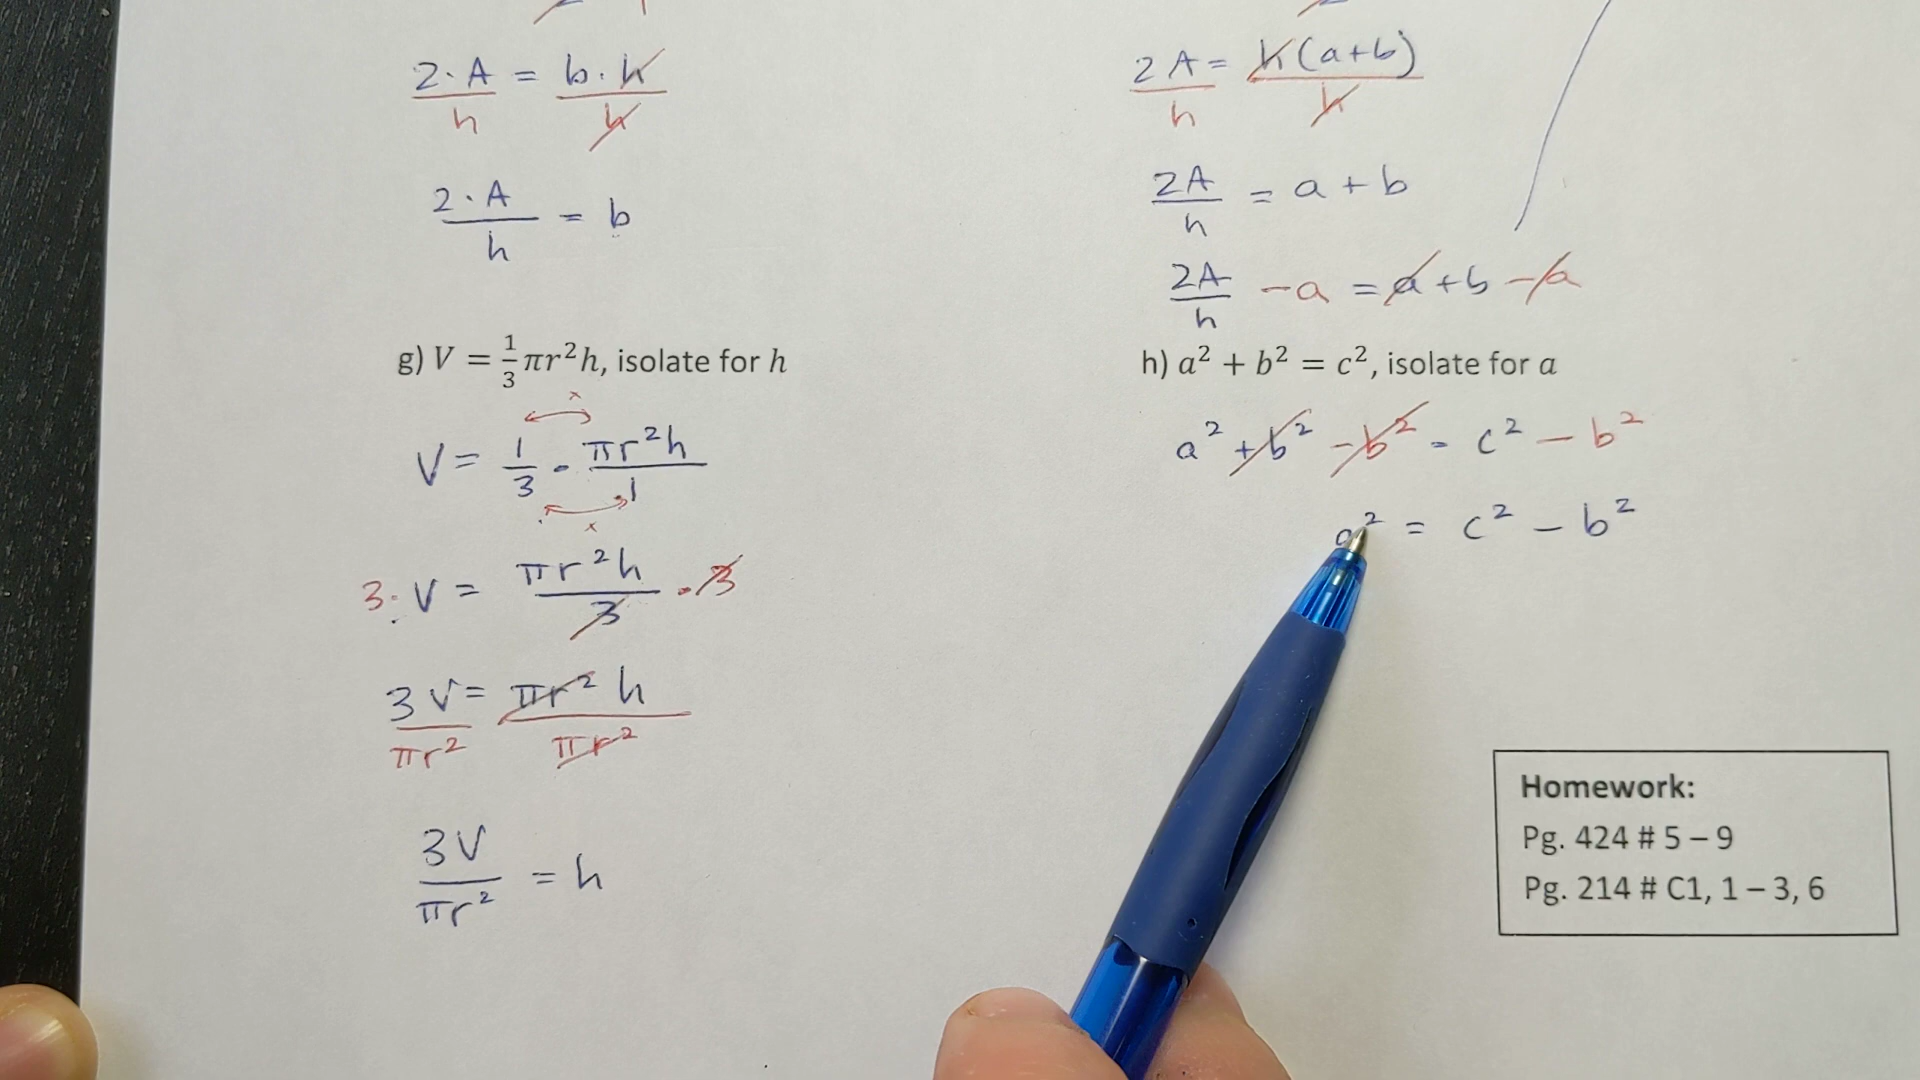 2·A = b·h
h h
2·A
h = b
g) V = 1/3 πr²h, isolate for h
x
V = 1/3 · πr²h/1
x
3·V = πr²h/3 · 3
3V = πr² h
πr² πr²
3V
πr² = h
2A = h(a+b)
h h
2A
h = a + b
2A/h - a = a + b - a
h) a² + b² = c², isolate for a
a² + b² - b² = c² - b²
a² = c² - b²
Homework:
Pg. 424 # 5 – 9
Pg. 214 # C1, 1 – 3, 6